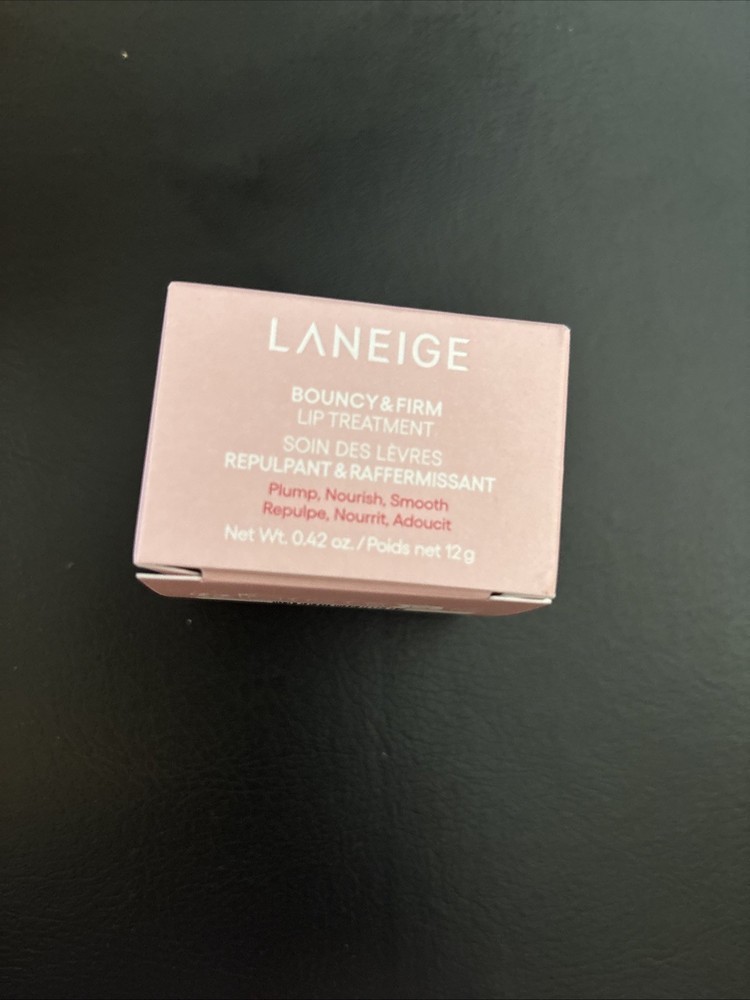 LANEIGE
BOUNCY & FIRM
LIP TREATMENT
SOIN DES LÈVRES
REPULPANT & RAFFERMISSANT
Plump, Nourish, Smooth
Repulpe, Nourrit, Adoucit
Net Wt. 0.42 oz. / Poids net 12 g